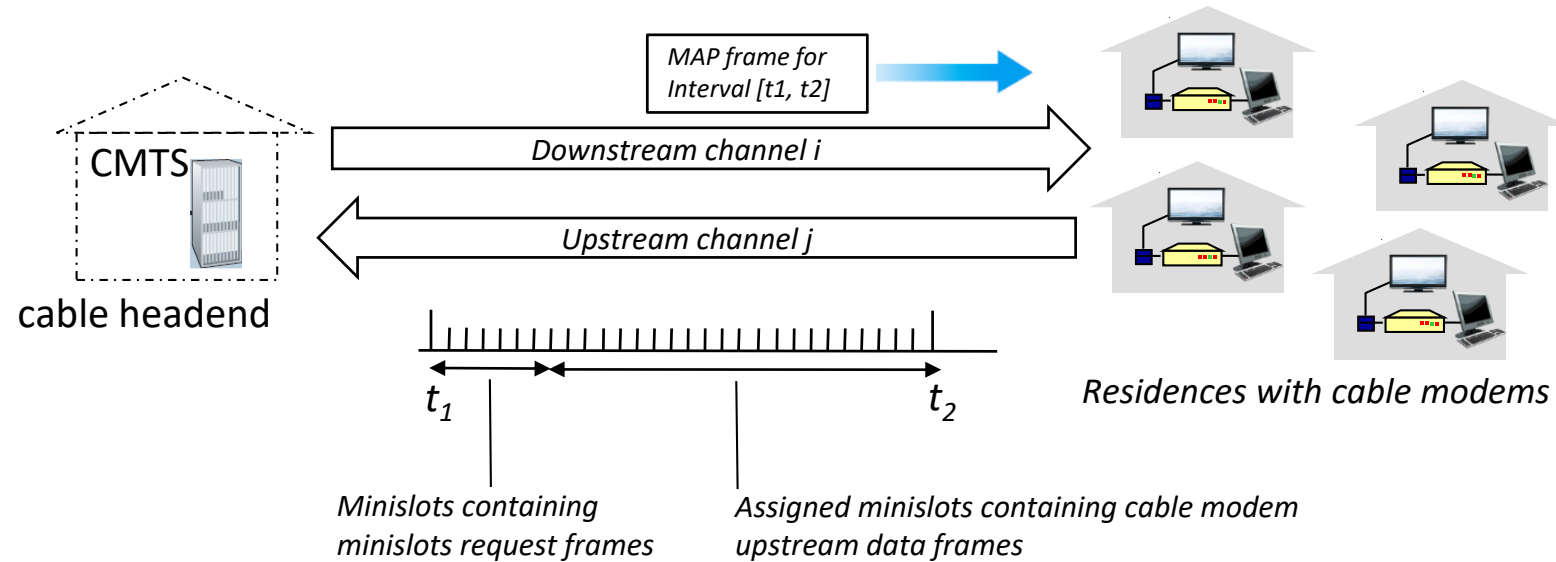 MAP frame for
Interval [t1, t2]
CMTS
Downstream channel i
Upstream channel j
cable headend
t1
t2
Residences with cable modems
Minislots containing
minislots request frames
Assigned minislots containing cable modem
upstream data frames